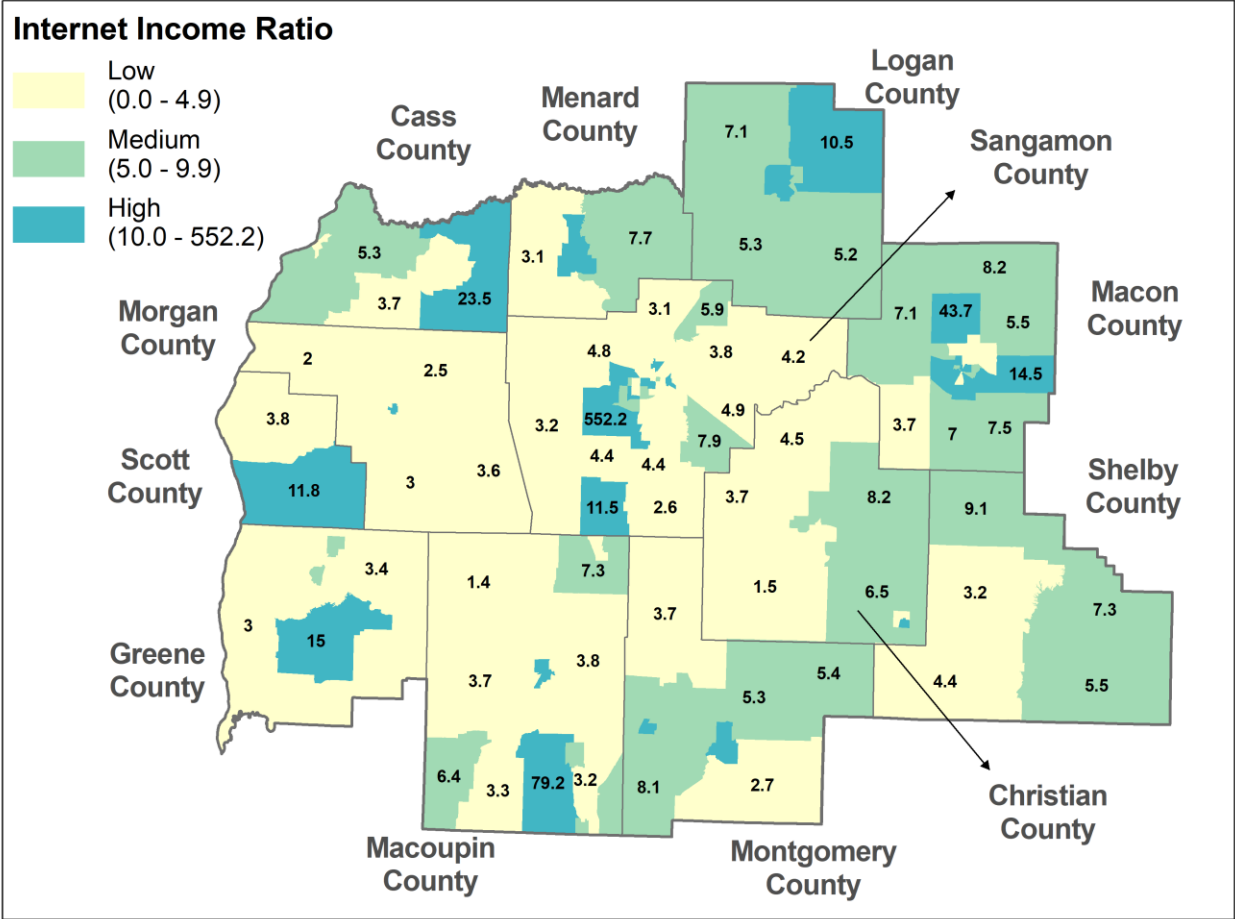 Internet Income Ratio
Low
(0.0 - 4.9)
Medium
(5.0 - 9.9)
High
(10.0 - 552.2)
Logan
County
Menard
County
Cass
County
Sangamon
County
7.1
10.5
5.3
7.7
3.1
5.3
5.2
8.2
3.7
23.5
Morgan
County
3.1
5.9
7.1
43.7
5.5
Macon
County
2
2.5
4.8
3.8
4.2
14.5
3.8
3.2
552.2
4.9
7.9
4.5
3.7
7
7.5
Scott
County
11.8
3
3.6
4.4
4.4
11.5
2.6
3.7
8.2
9.1
Shelby
County
3.4
1.4
7.3
3.7
1.5
6.5
3.2
7.3
3
15
Greene
County
3.7
3.8
5.3
5.4
4.4
5.5
6.4
3.3
79.2
3.2
8.1
2.7
Christian
County
Macoupin
County
Montgomery
County